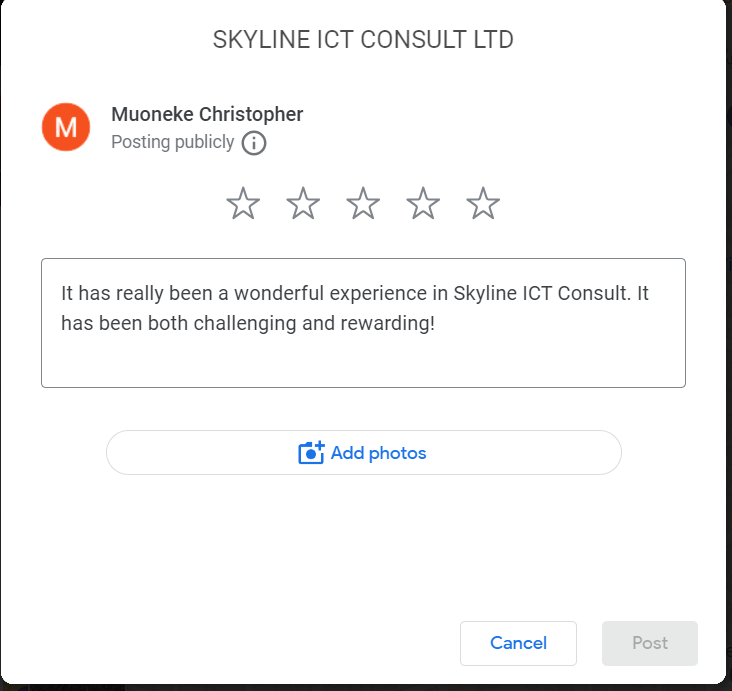 SKYLINE ICT CONSULT LTD
M
Muoneke Christopher
Posting publicly
It has really been a wonderful experience in Skyline ICT Consult. It
has been both challenging and rewarding!
Add photos
Cancel
Post